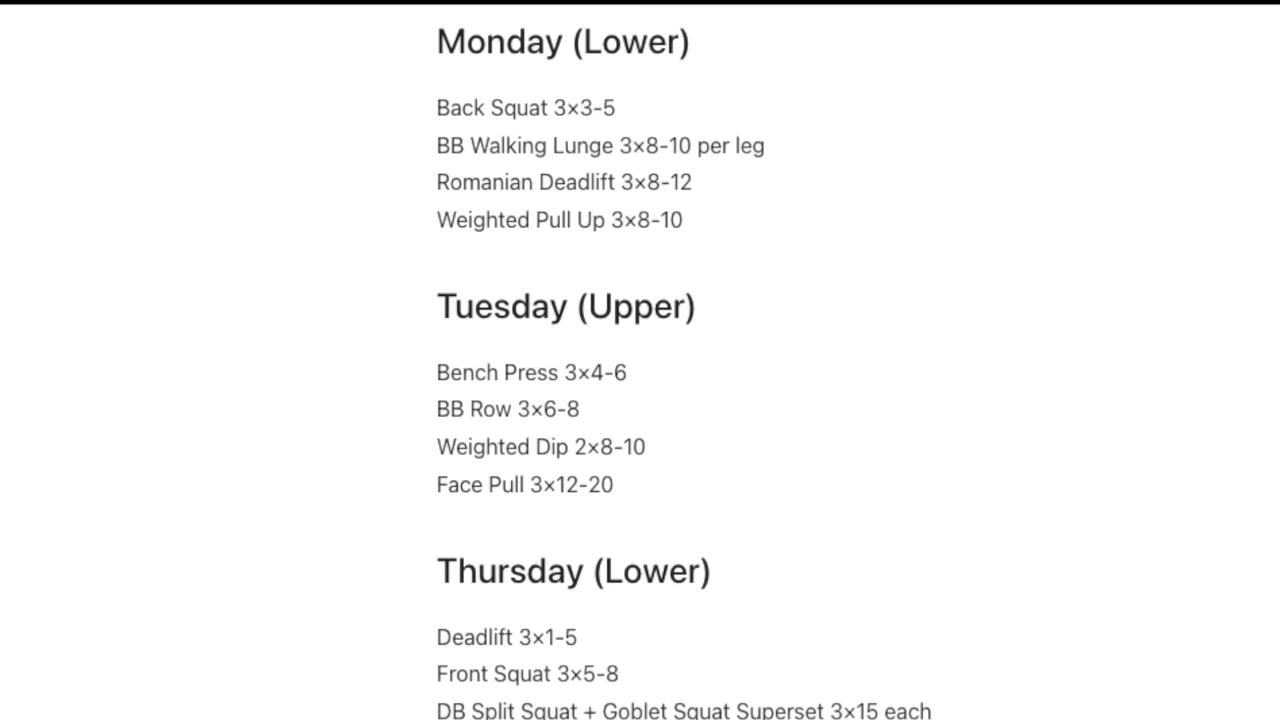 Monday (Lower)
Back Squat 3×3-5
BB Walking Lunge 3×8-10 per leg
Romanian Deadlift 3×8-12
Weighted Pull Up 3×8-10
Tuesday (Upper)
Bench Press 3×4-6
BB Row 3×6-8
Weighted Dip 2×8-10
Face Pull 3×12-20
Thursday (Lower)
Deadlift 3×1-5
Front Squat 3×5-8
DB Split Squat + Goblet Squat Superset 3×15 each